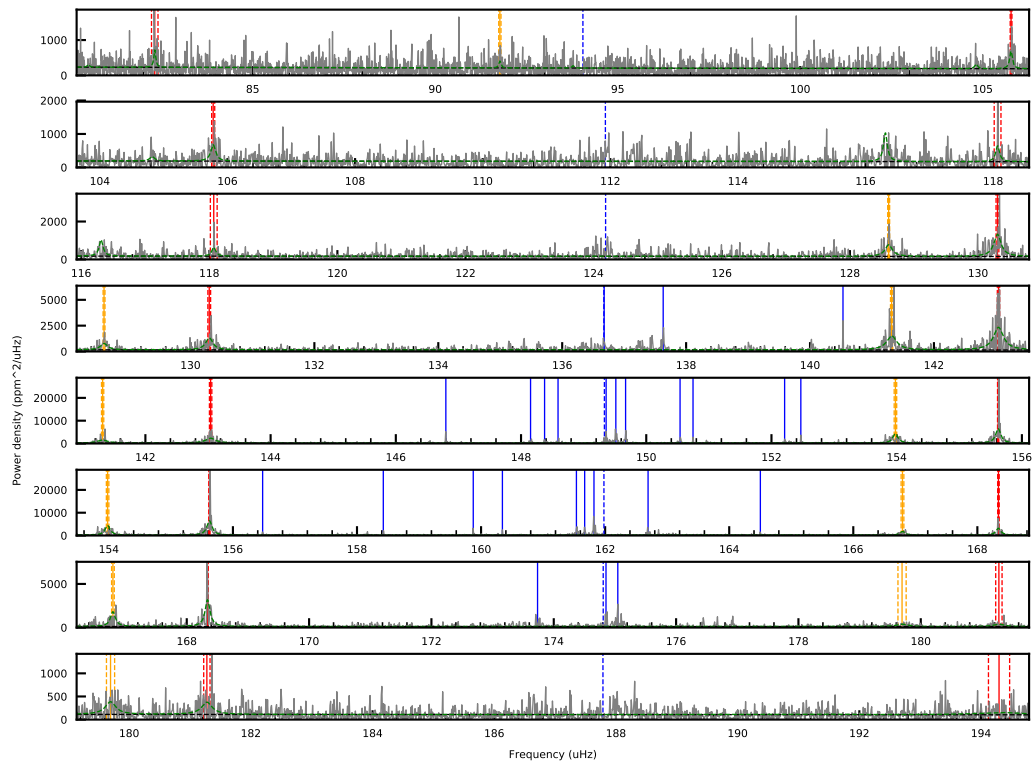 1000
0
85 90 95 100 105
2000
1000
0
104 106 108 110 112 114 116 118
2000
0
116 118 120 122 124 126 128 130
5000
2500
0
130 132 134 136 138 140 142
20000
10000
0
142 144 146 148 150 152 154 156
20000
10000
0
154 156 158 160 162 164 166 168
5000
0
168 170 172 174 176 178 180
1000
500
0
180 182 184 186 188 190 192 194
Power density (ppm^2/uHz)
Frequency (uHz)